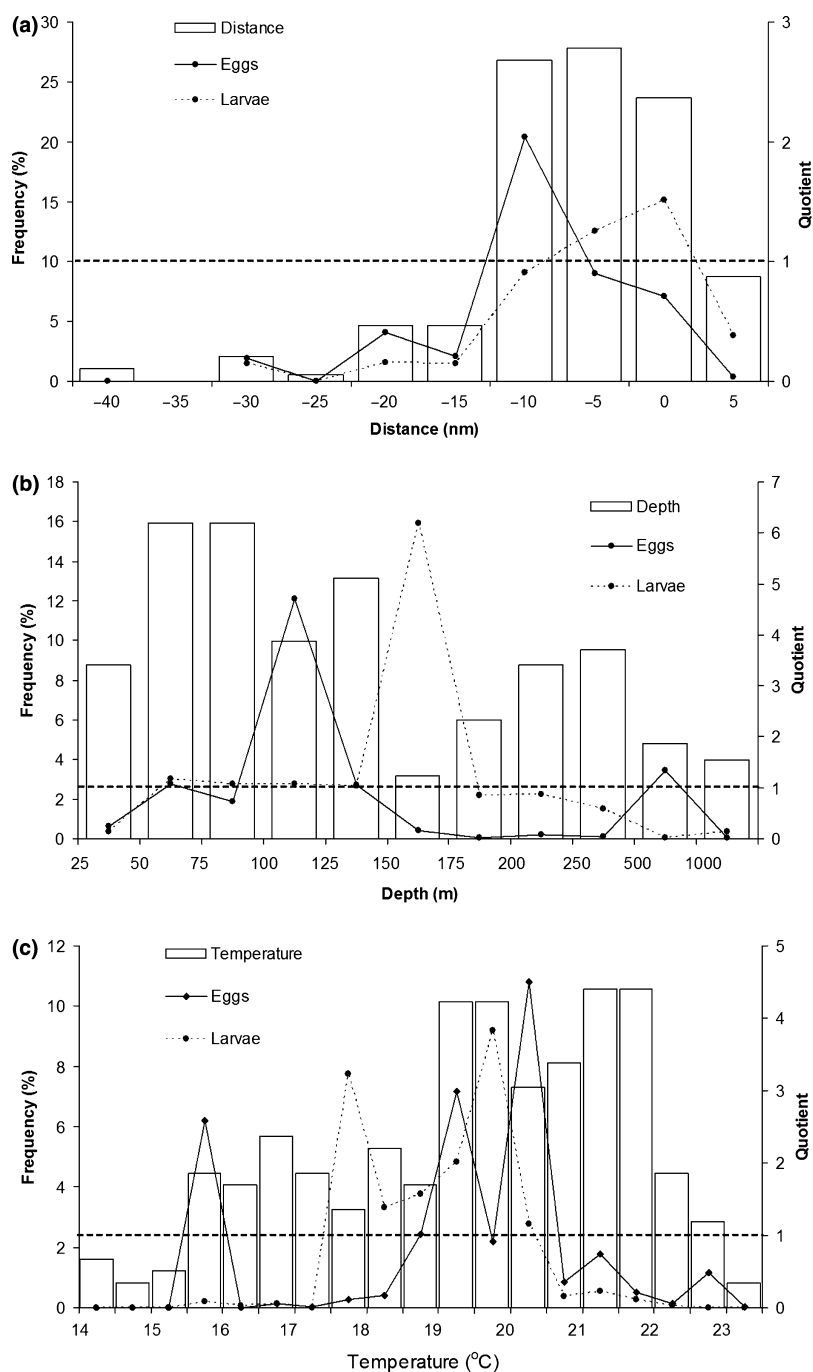 (a)
30
25
20
15
10
5
0
Frequency (%)
Distance
Eggs
Larvae
3
2
1
0
Quotient
–40 –35 –30 –25 –20 –15 –10 –5 0 5
Distance (nm)
(b)
18
16
14
12
10
8
6
4
2
0
Frequency (%)
Depth
Eggs
Larvae
7
6
5
4
3
2
1
0
Quotient
25 50 75 100 125 150 175 200 250 500 1000
Depth (m)
(c)
12
10
8
6
4
2
0
Frequency (%)
Temperature
Eggs
Larvae
5
4
3
2
1
0
Quotient
14 15 16 17 18 19 20 21 22 23
Temperature (°C)